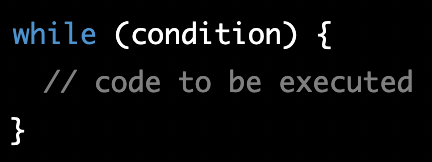 while (condition) {
  // code to be executed
}